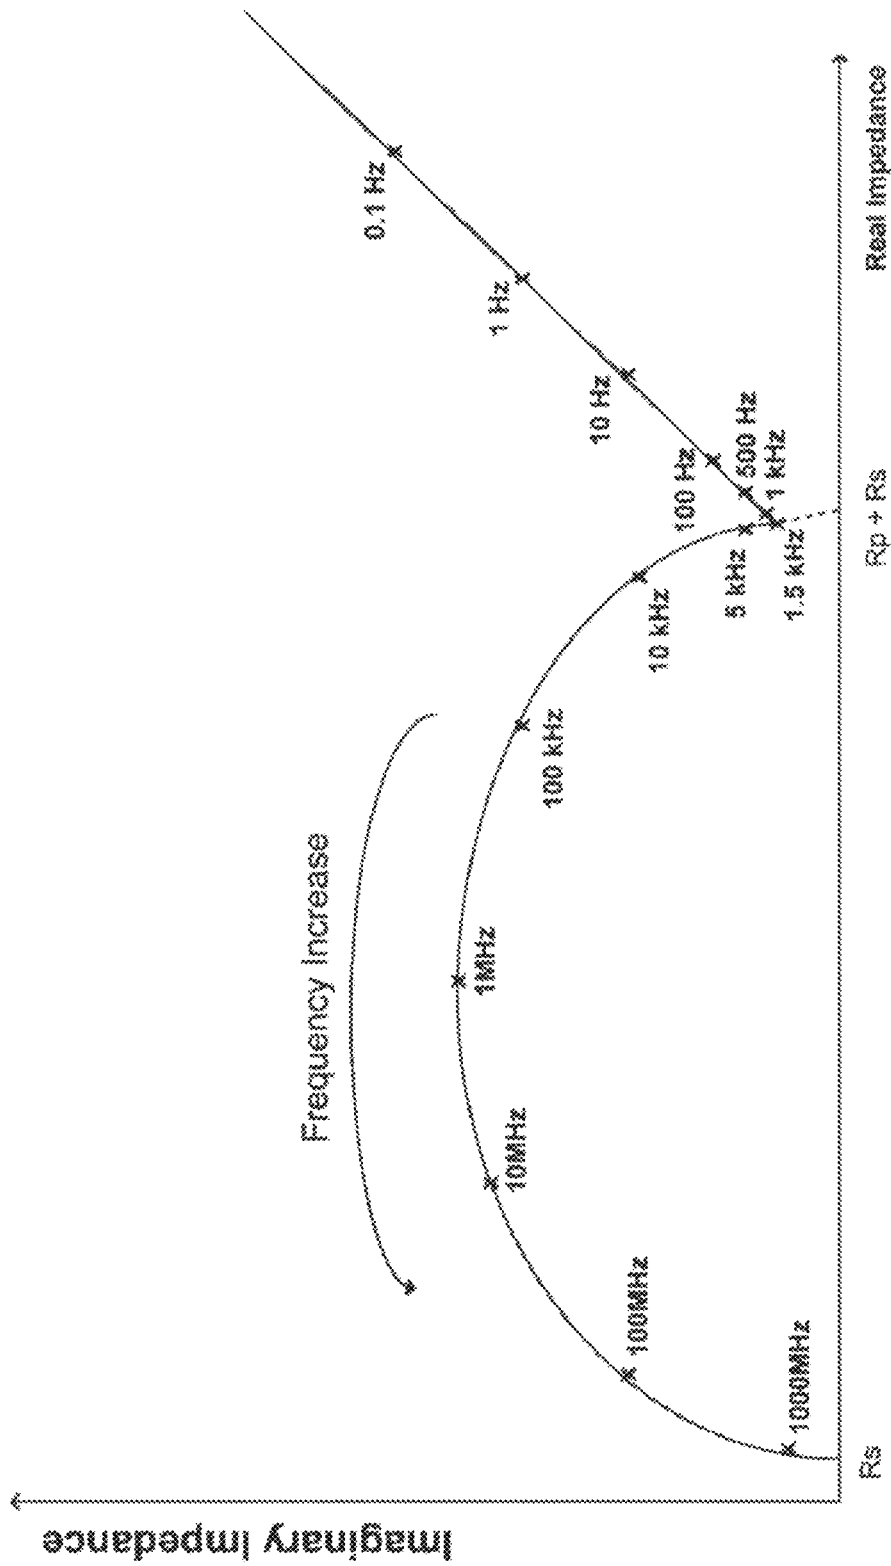 Imaginary Impedance
Frequency Increase
0.1 Hz
1 Hz
10 Hz
100 Hz
500 Hz
1 kHz
1.5 kHz
5 kHz
10 kHz
100 kHz
1MHz
10MHz
100MHz
1000MHz
Rs
Rp + Rs
Real Impedance